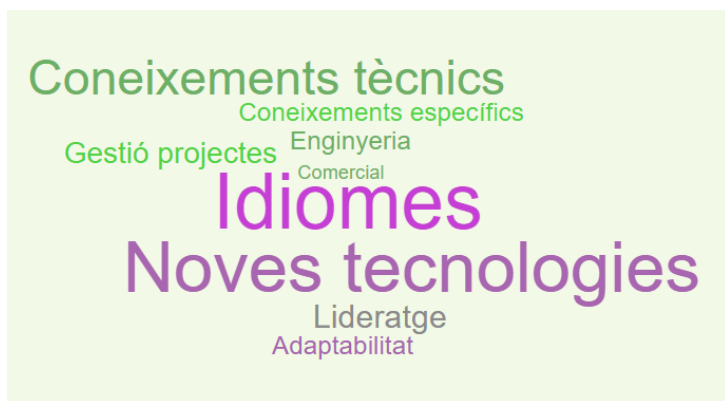 Coneixements tècnics
Coneixements específics
Enginyeria
Gestió projectes
Comercial
Idiomes
Noves tecnologies
Lideratge
Adaptabilitat